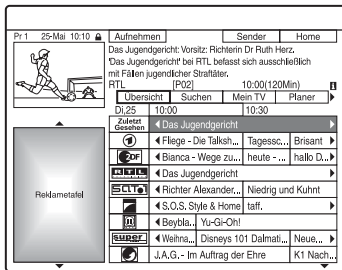 Pr 1 25-Mai 10:10 Aufnehmen Sender Home
Das Jugendgericht: Vorsitz: Richterin Dr Ruth Herz.
'Das Jugendgericht' bei RTL befasst sich ausschließlich
mit Fällen jugendlicher Straftäter.
RTL [P02] 10:00(120Min)
Übersicht Suchen Mein TV Planer
Di,25 10:00 10:30
Zuletzt Gesehen Das Jugendgericht
Fliege - Die Talksh... Tagessc... Brisant
ZDF Bianca - Wege zu... heute - ... hallo D...
RTL Das Jugendgericht
SAT.1 Richter Alexander... Niedrig und Kuhnt
S.O.S. Style & Home taff.
Beybla.. Yu-Gi-Oh!
super Weihna... Disneys 101 Dalmati... Neue...
J.A.G.- Im Auftrag der Ehre K1 Nach...
Reklametafel